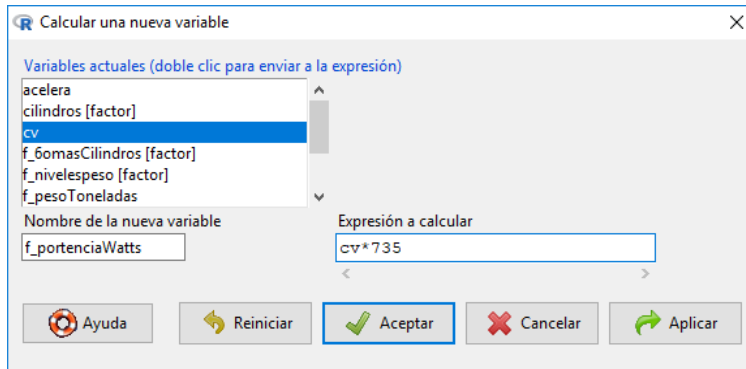 Calcular una nueva variable
Variables actuales (doble clic para enviar a la expresión)
acelera
cilindros [factor]
cv
f_6omasCilindros [factor]
f_nivelespeso [factor]
f_pesoToneladas
Nombre de la nueva variable
Expresión a calcular
f_portenciaWatts
cv*735
Ayuda
Reiniciar
Aceptar
Cancelar
Aplicar